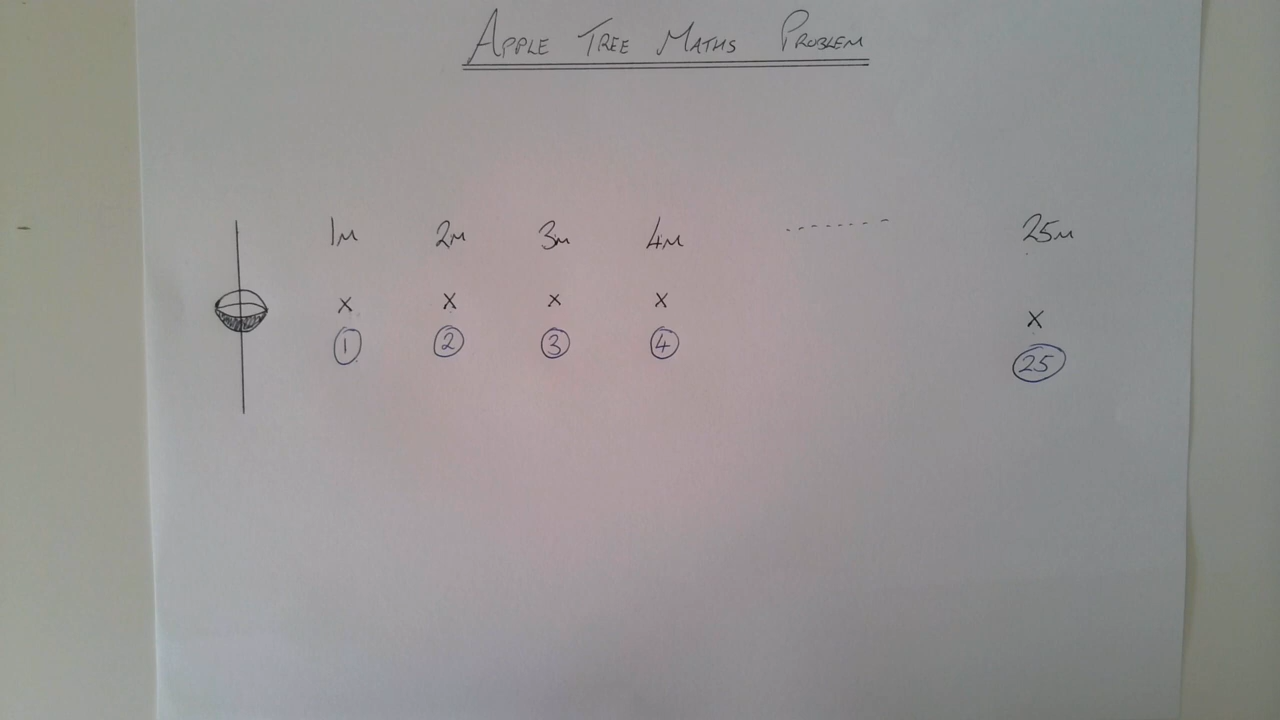 APPLE TREE MATHS PROBLEM
1M 2M 3M 4M ------- 25M
x x x x x
1 2 3 4 25